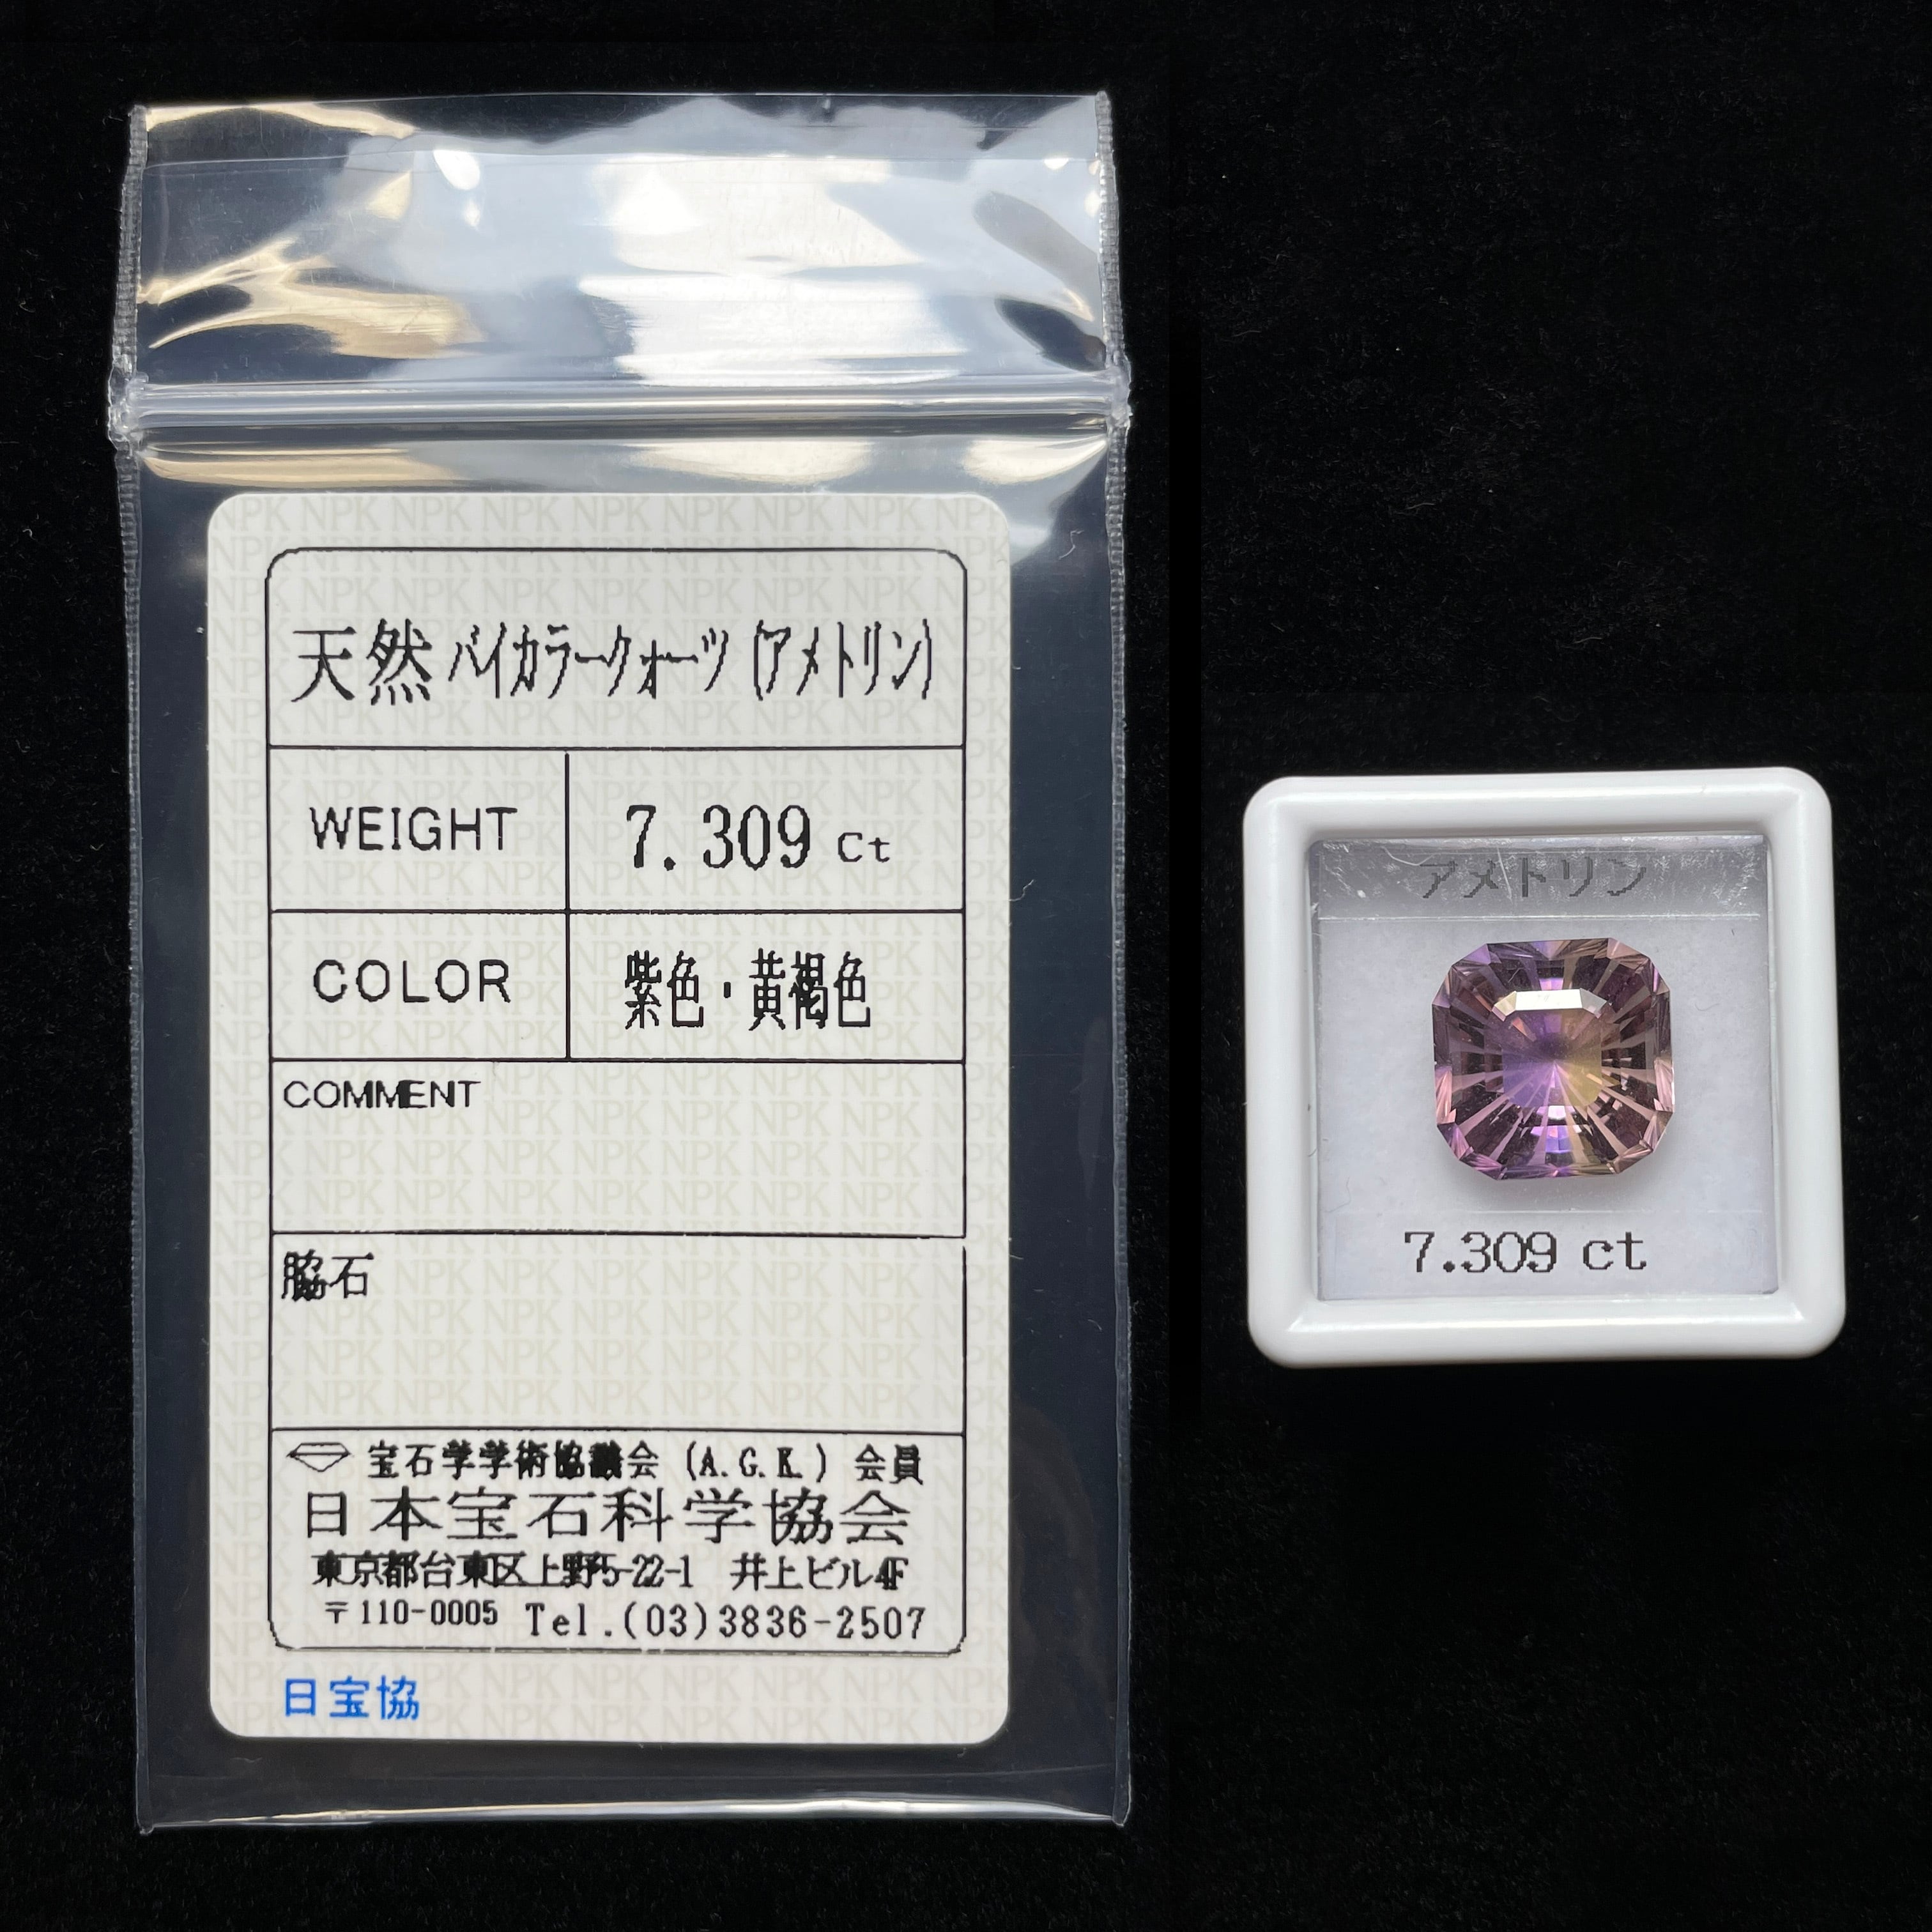 天然バイカラークォーツ(アメトリン)
WEIGHT 7.309 ct
COLOR 紫色・黄褐色
COMMENT
脇石
宝石学学術協議会 (A.G.K.) 会員
日本宝石科学協会
東京都台東区上野5-22-1 井上ビル4F
〒110-0005 Tel.(03)3836-2507
日宝協
アメトリン
7.309 ct